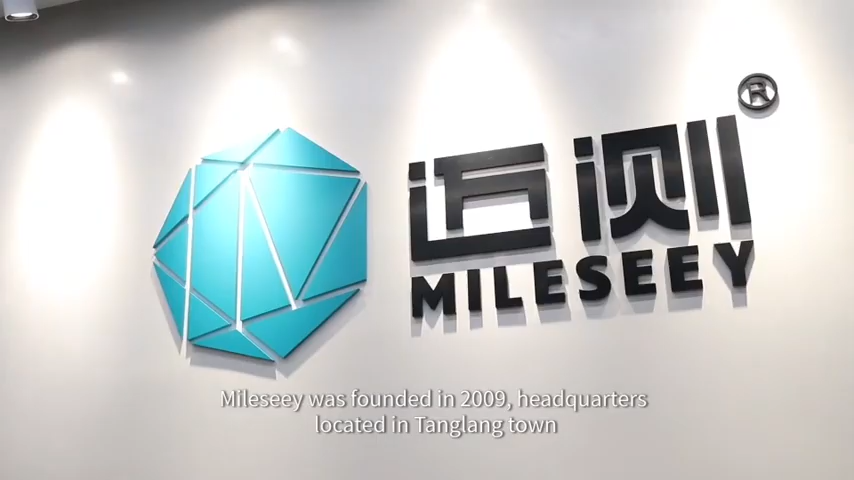 ®
迈测
MILESEEY
Mileseey was founded in 2009, headquarters
located in Tanglang town